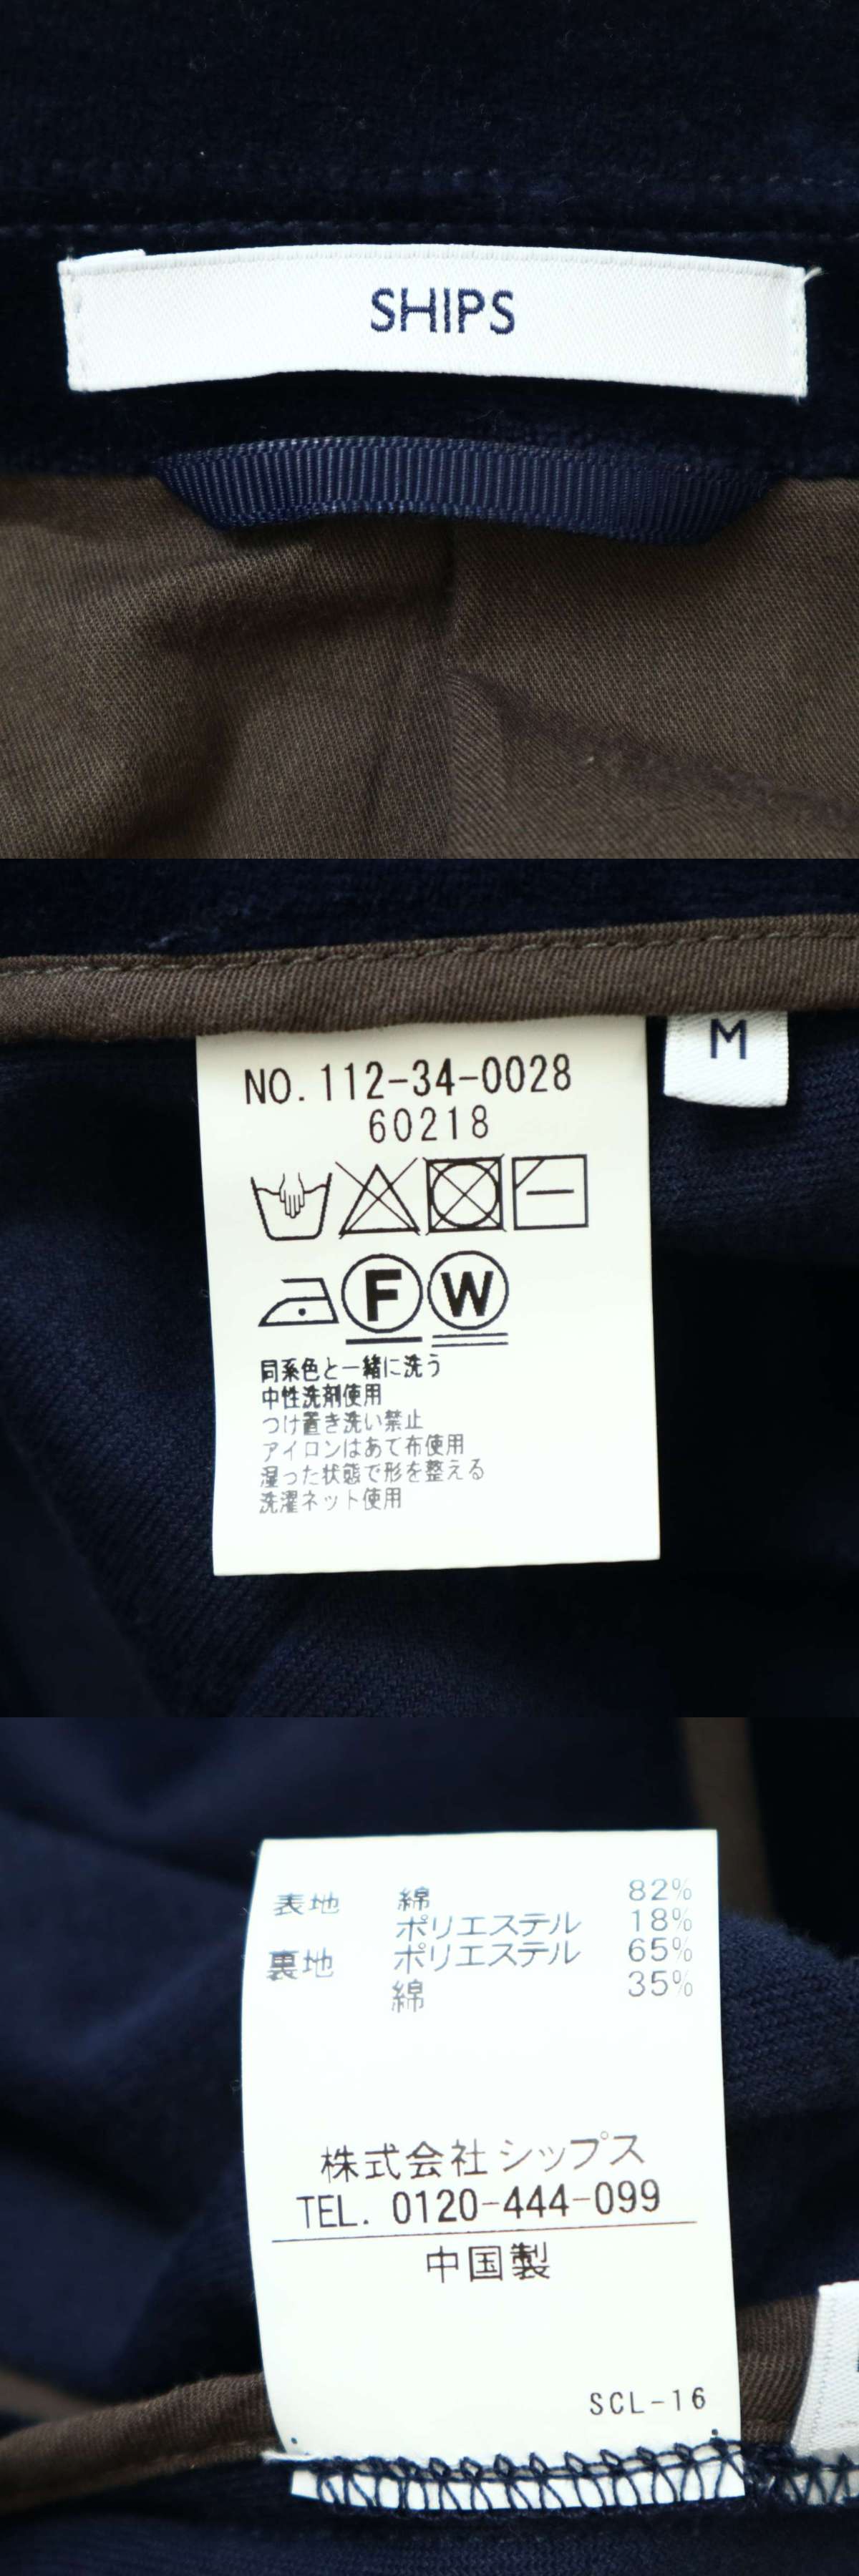 SHIPS
M
NO. 112-34-0028
60218
F W
同系色と一緒に洗う
中性洗剤使用
つけ置き洗い禁止
アイロンはあて布使用
湿った状態で形を整える
洗濯ネット使用
表地 綿 82%
ポリエステル 18%
裏地 ポリエステル 65%
綿 35%
株式会社 シップス
TEL. 0120-444-099
中国製
SCL-16